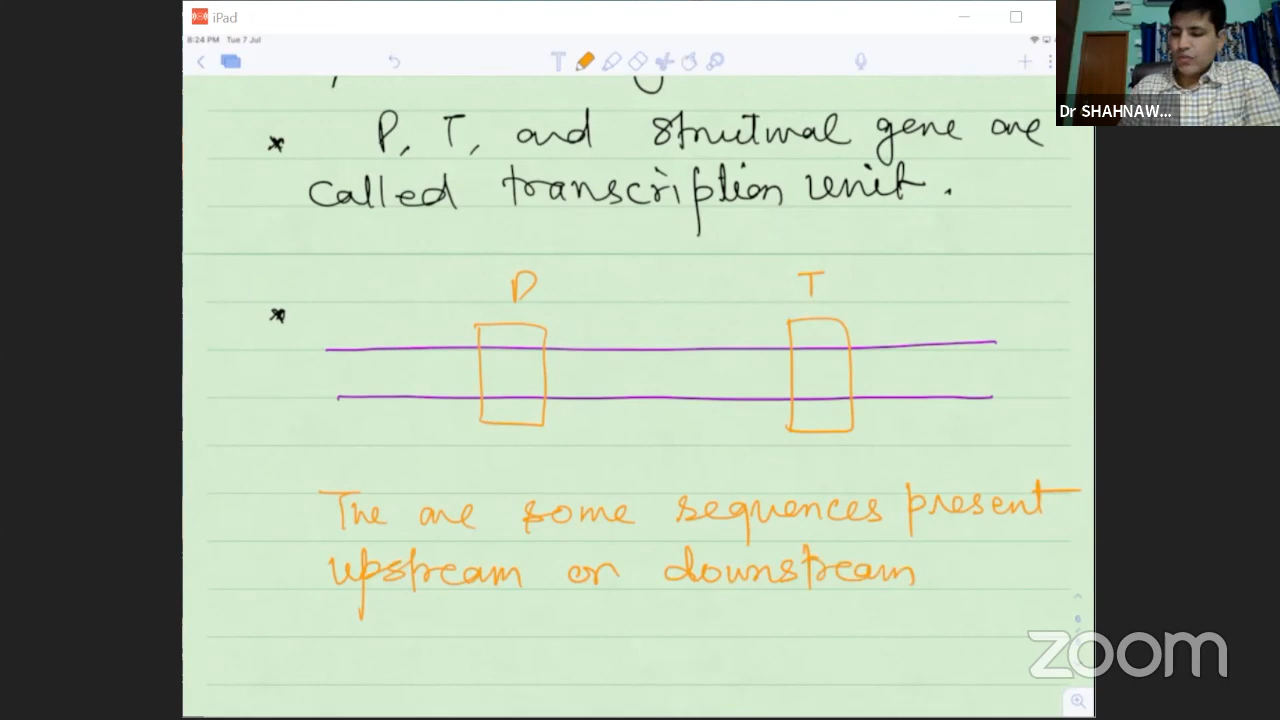 iPad
8:24 PM Tue 7 Jul
P, T, and structural gene are
called transcription unit.
P T
The are some sequences present
upstream or downstream
Dr SHAHNAW...
zoom